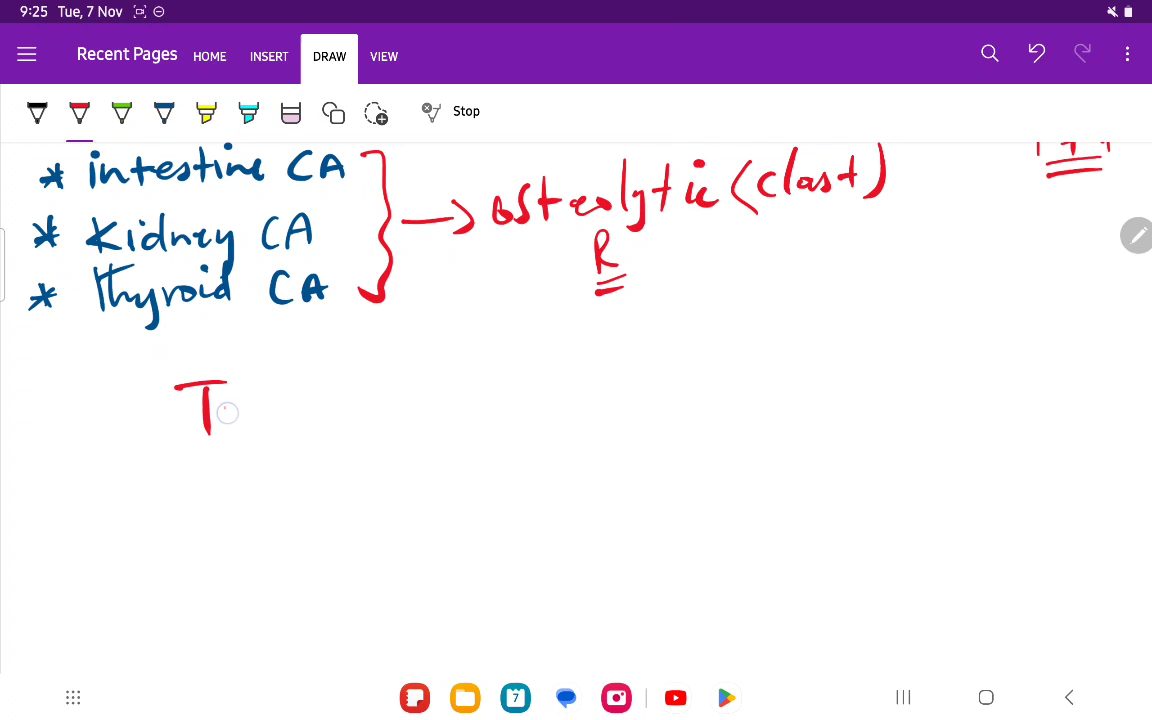 9:25 Tue, 7 Nov
Recent Pages HOME INSERT DRAW VIEW
Stop
* intestine CA
* Kidney CA
* Thyroid CA
→ osteolytic (clast)
R
T
7